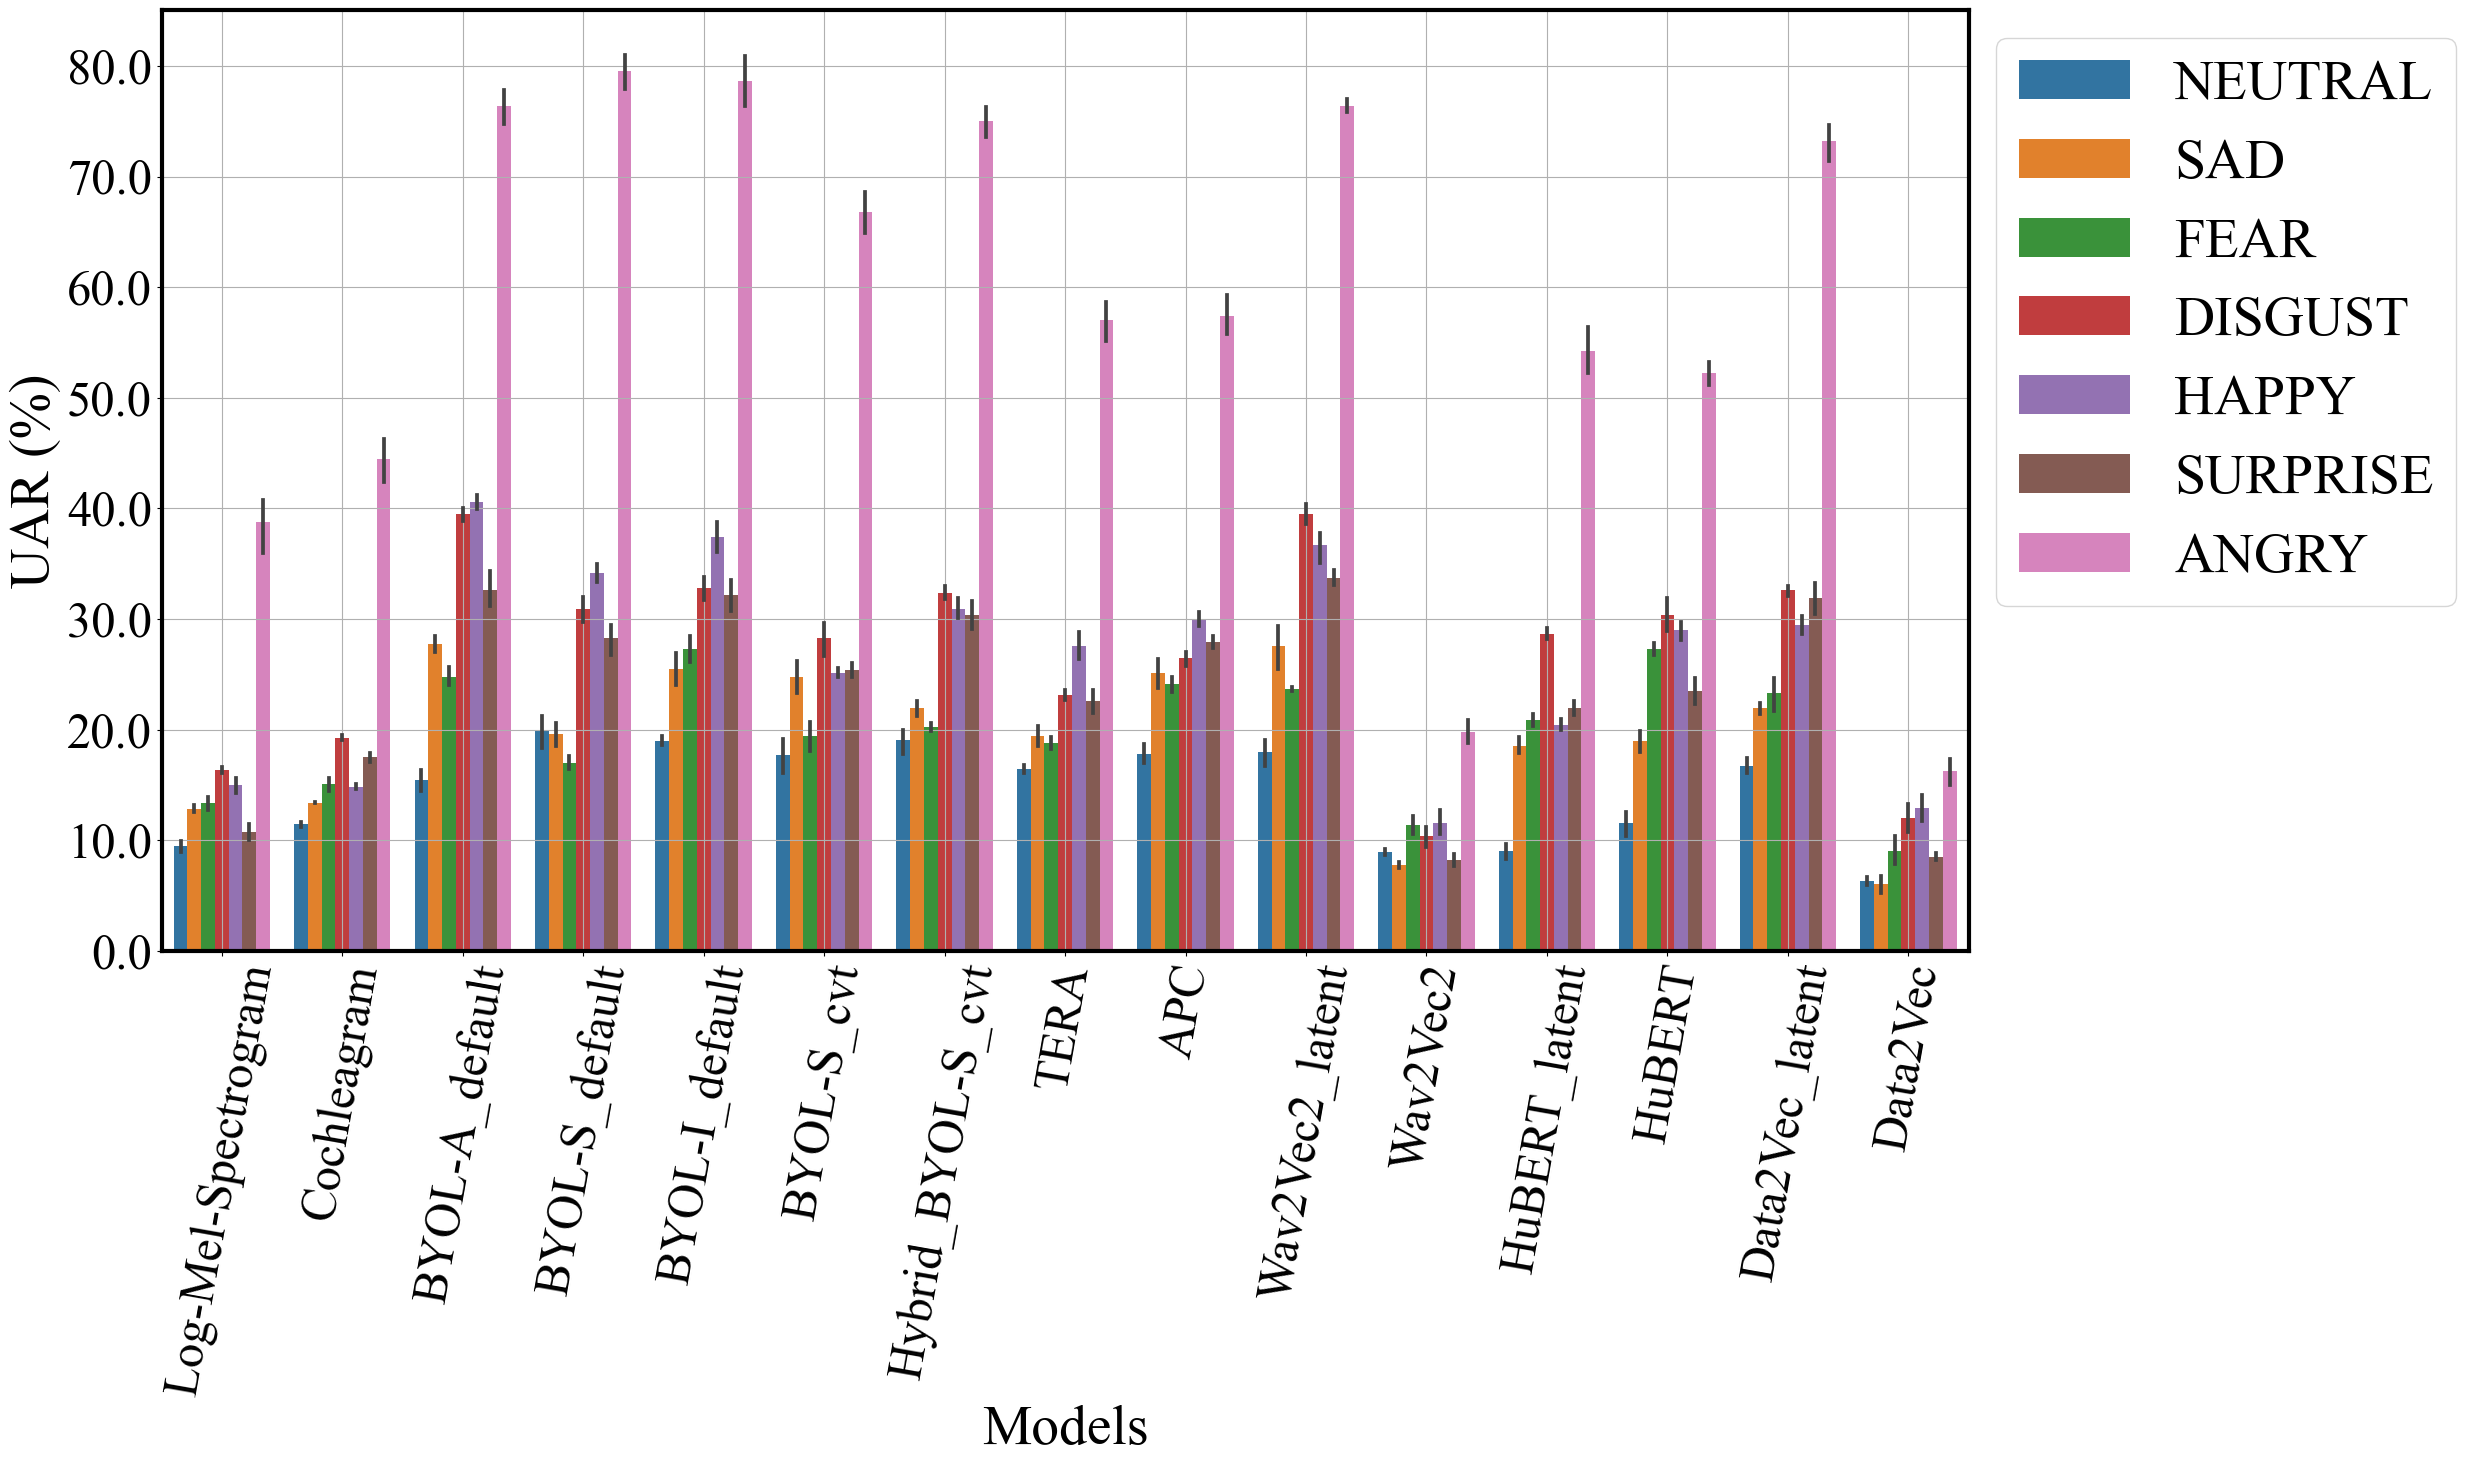 UAR (%)
80.0
70.0
60.0
50.0
40.0
30.0
20.0
10.0
0.0
Log-Mel-Spectrogram
Cochleagram
BYOL-A_default
BYOL-S_default
BYOL-I_default
BYOL-S_cvt
Hybrid_BYOL-S_cvt
TERA
APC
Wav2Vec2_latent
Wav2Vec2
HuBERT_latent
HuBERT
Data2Vec_latent
Data2Vec
Models
NEUTRAL
SAD
FEAR
DISGUST
HAPPY
SURPRISE
ANGRY